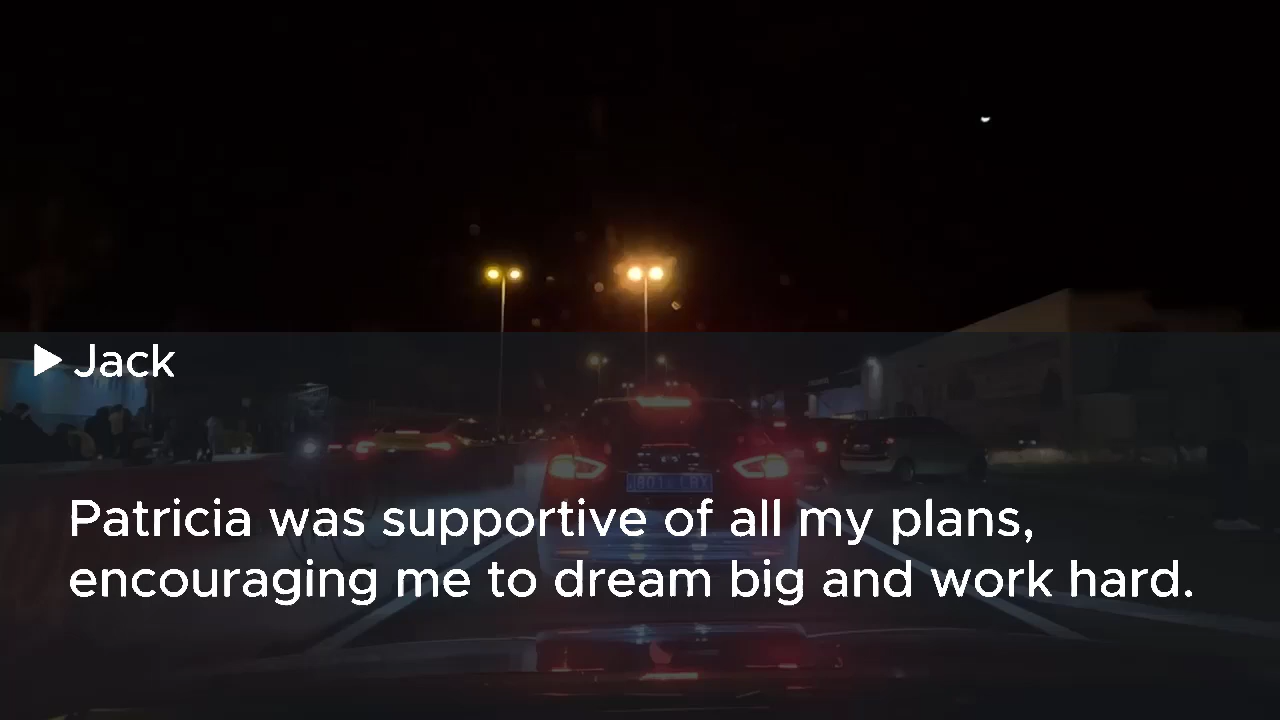 Jack
Patricia was supportive of all my plans,
encouraging me to dream big and work hard.